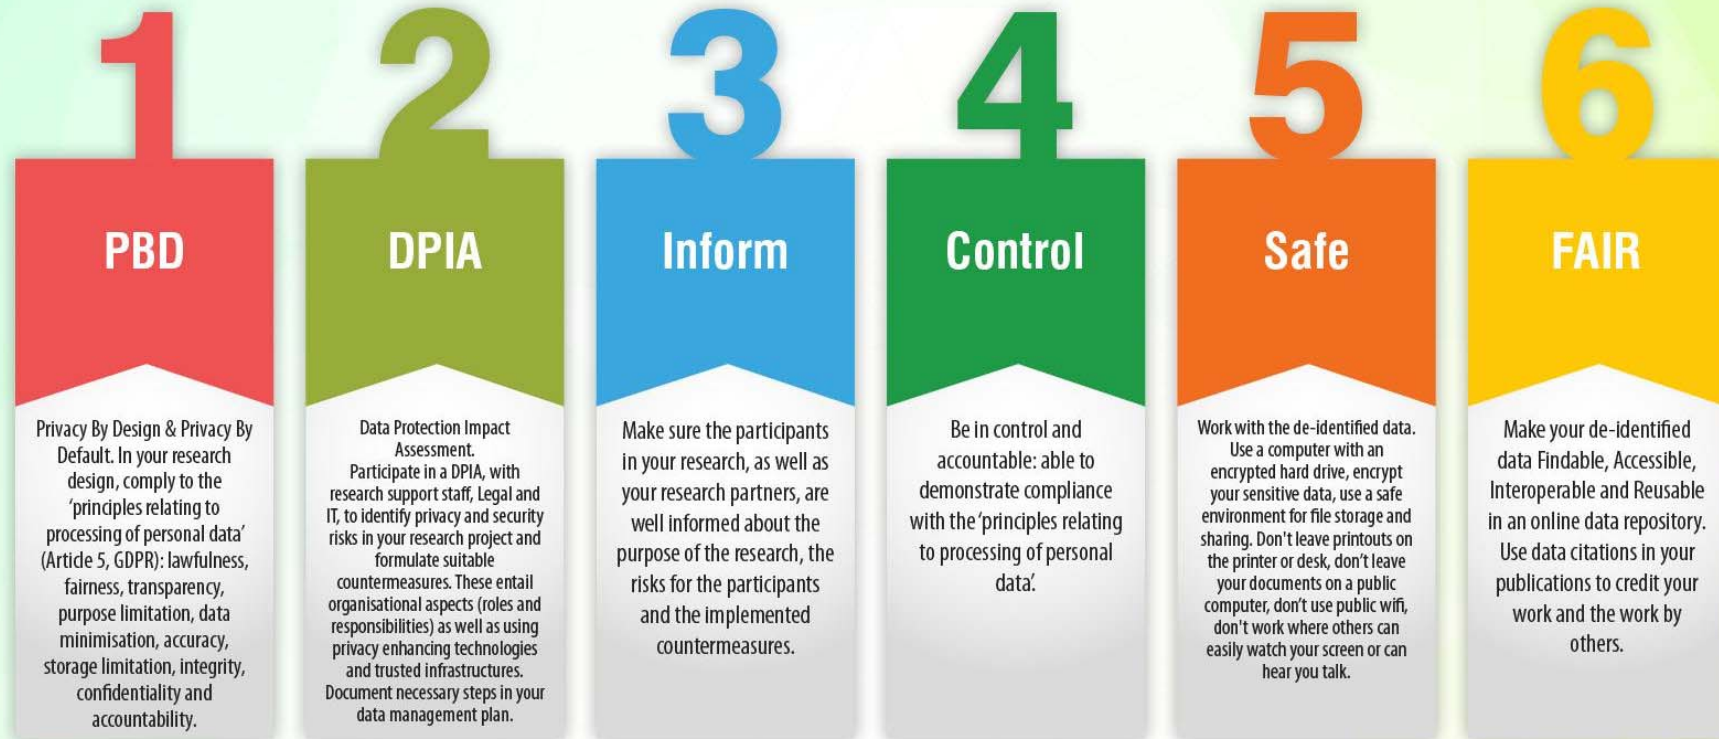 1
PBD
Privacy By Design & Privacy By
Default. In your research
design, comply to the
‘principles relating to
processing of personal data’
(Article 5, GDPR): lawfulness,
fairness, transparency,
purpose limitation, data
minimisation, accuracy,
storage limitation, integrity,
confidentiality and
accountability.
2
DPIA
Data Protection Impact
Assessment.
Participate in a DPIA, with
research support staff, Legal and
IT, to identify privacy and security
risks in your research project and
formulate suitable
countermeasures. These entail
organisational aspects (roles and
responsibilities) as well as using
privacy enhancing technologies
and trusted infrastructures.
Document necessary steps in your
data management plan.
3
Inform
Make sure the participants
in your research, as well as
your research partners, are
well informed about the
purpose of the research, the
risks for the participants
and the implemented
countermeasures.
4
Control
Be in control and
accountable: able to
demonstrate compliance
with the ‘principles relating
to processing of personal
data’.
5
Safe
Work with the de-identified data.
Use a computer with an
encrypted hard drive, encrypt
your sensitive data, use a safe
environment for file storage and
sharing. Don't leave printouts on
the printer or desk, don’t leave
your documents on a public
computer, don’t use public wifi,
don't work where others can
easily watch your screen or can
hear you talk.
6
FAIR
Make your de-identified
data Findable, Accessible,
Interoperable and Reusable
in an online data repository.
Use data citations in your
publications to credit your
work and the work by
others.